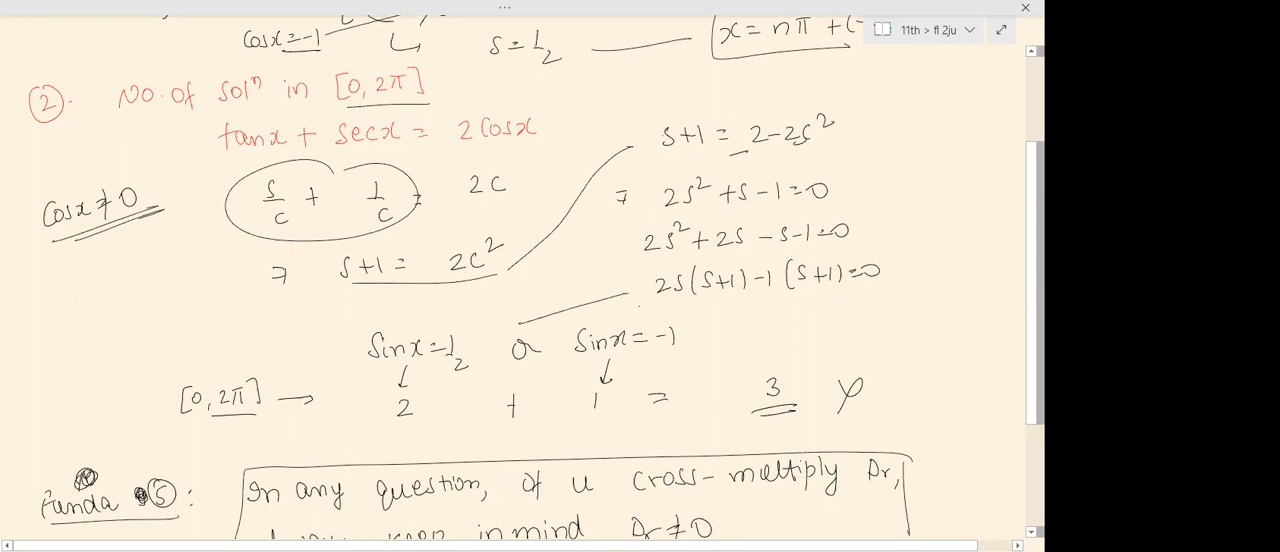 cosx=-1
s=1/2
x=nπ+(-
11th > fl 2ju
②. No. of solⁿ in [0,2π]
tanx + secx = 2cosx
cosx≠0
s/c + 1/c = 2c
⇒ s+1 = 2c²
s+1 = 2-2s²
⇒ 2s²+s-1=0
2s²+2s-s-1=0
2s(s+1)-1(s+1)=0
sinx=1/2 or sinx=-1
[0,2π] → 2 + 1 = 3
Funda ⑤:
In any question, if u cross-multiply Dr,
in mind Dr≠0